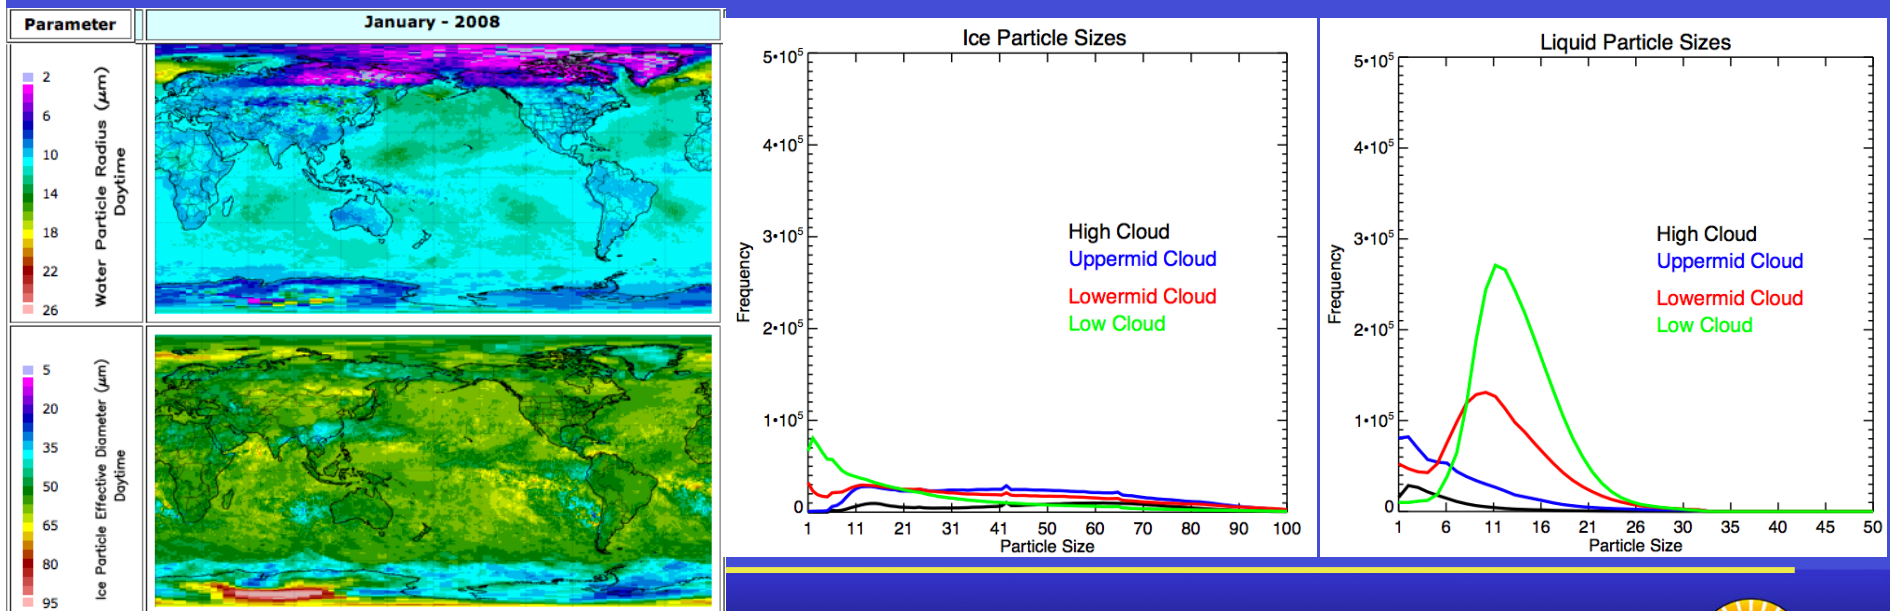 Parameter
January - 2008
2
6
10
14
18
22
26
Water Particle Radius (μm)
Daytime
5
20
35
50
65
80
95
Ice Particle Effective Diameter (μm)
Daytime
Ice Particle Sizes
5•10⁵
4•10⁵
3•10⁵
2•10⁵
1•10⁵
0
Frequency
High Cloud
Uppermid Cloud
Lowermid Cloud
Low Cloud
1 11 21 31 41 50 60 70 80 90 100
Particle Size
Liquid Particle Sizes
5•10⁵
4•10⁵
3•10⁵
2•10⁵
1•10⁵
0
Frequency
High Cloud
Uppermid Cloud
Lowermid Cloud
Low Cloud
1 6 11 16 21 26 30 35 40 45 50
Particle Size